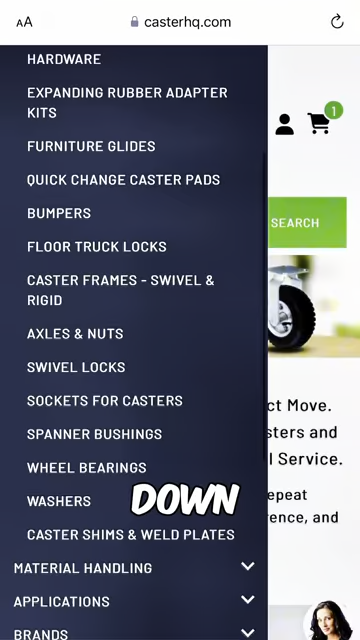 AA
casterhq.com
HARDWARE
EXPANDING RUBBER ADAPTER
KITS
1
FURNITURE GLIDES
QUICK CHANGE CASTER PADS
BUMPERS
SEARCH
FLOOR TRUCK LOCKS
CASTER FRAMES - SWIVEL &
RIGID
AXLES & NUTS
SWIVEL LOCKS
SOCKETS FOR CASTERS
SPANNER BUSHINGS
WHEEL BEARINGS
WASHERS
CASTER SHIMS & WELD PLATES
MATERIAL HANDLING
APPLICATIONS
BRANDS
ct Move.
sters and
l Service.
epeat
rence, and
DOWN